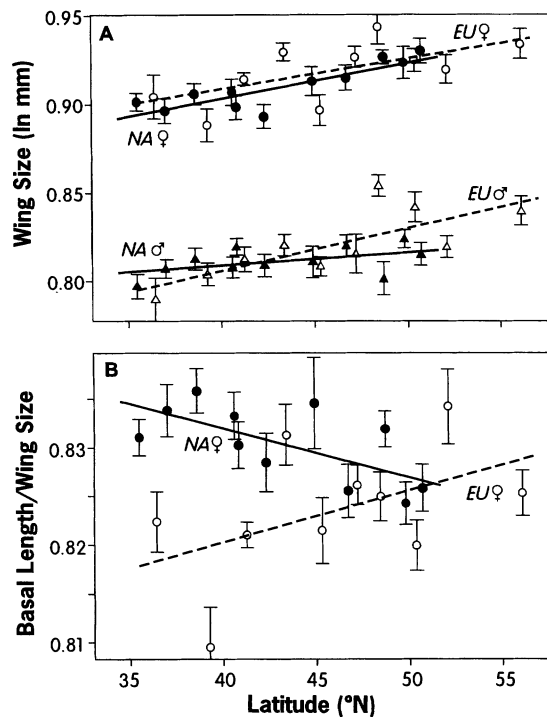 A
Wing Size (ln mm)
0.95
0.90
0.85
0.80
EU♀
NA♀
EU♂
NA♂
B
Basal Length/Wing Size
0.83
0.82
0.81
NA♀
EU♀
35 40 45 50 55
Latitude (°N)